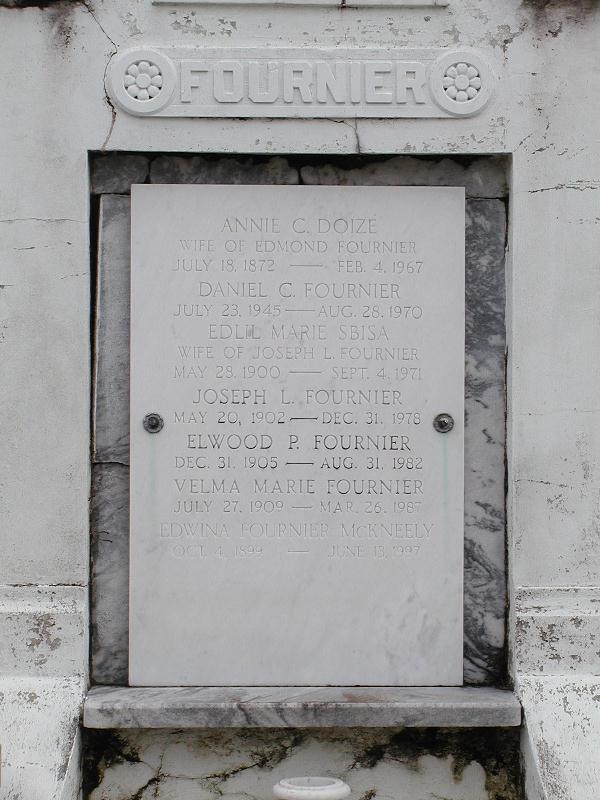 FOURNIER
ANNIE C. DOIZÉ
WIFE OF EDMOND FOURNIER
JULY 18, 1872 — FEB. 4, 1967
DANIEL C. FOURNIER
JULY 23, 1945 — AUG. 28, 1970
EDLIL MARIE SBISA
WIFE OF JOSEPH L. FOURNIER
MAY 28, 1900 — SEPT. 4, 1971
JOSEPH L. FOURNIER
MAY 20, 1902 — DEC. 31, 1978
ELWOOD P. FOURNIER
DEC. 31, 1905 — AUG. 31, 1982
VELMA MARIE FOURNIER
JULY 27, 1909 — MAR. 26, 1987
EDWINA FOURNIER McKNEELY
OCT. 4, 1899 — JUNE 13, 1997